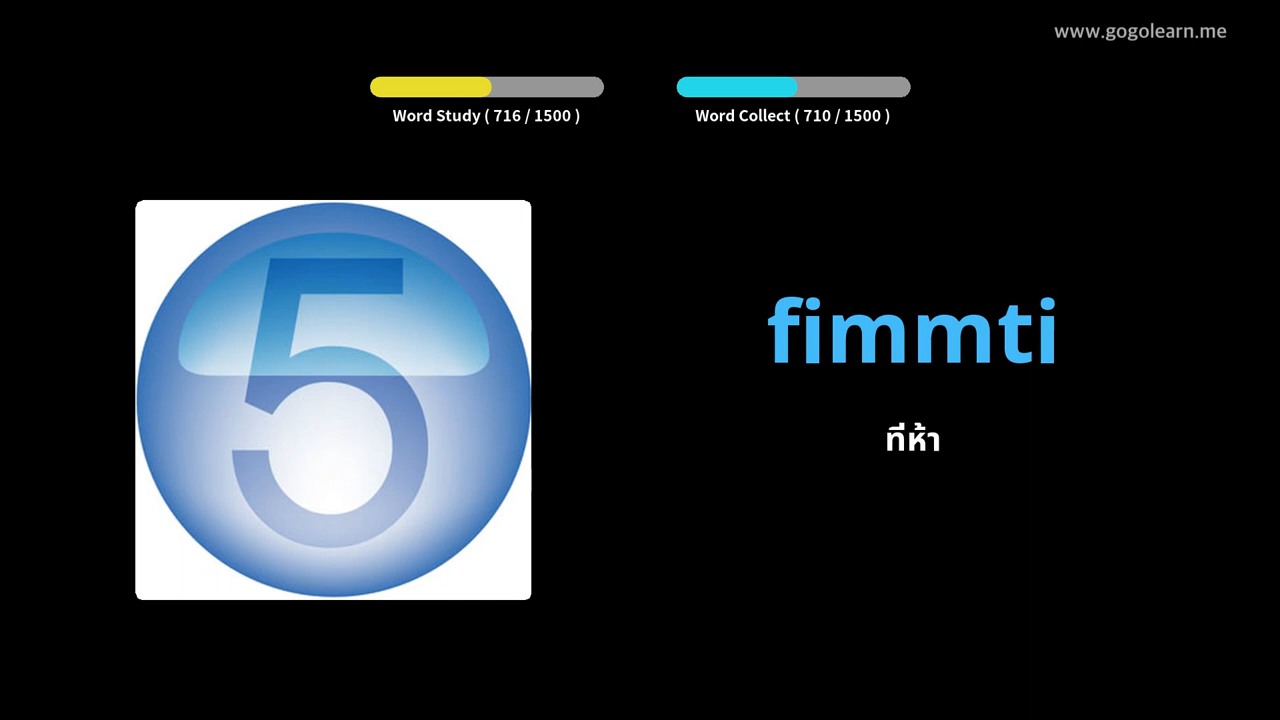 www.gogolearn.me
Word Study ( 716 / 1500 )
Word Collect ( 710 / 1500 )
5
fimmti
ที่ห้า